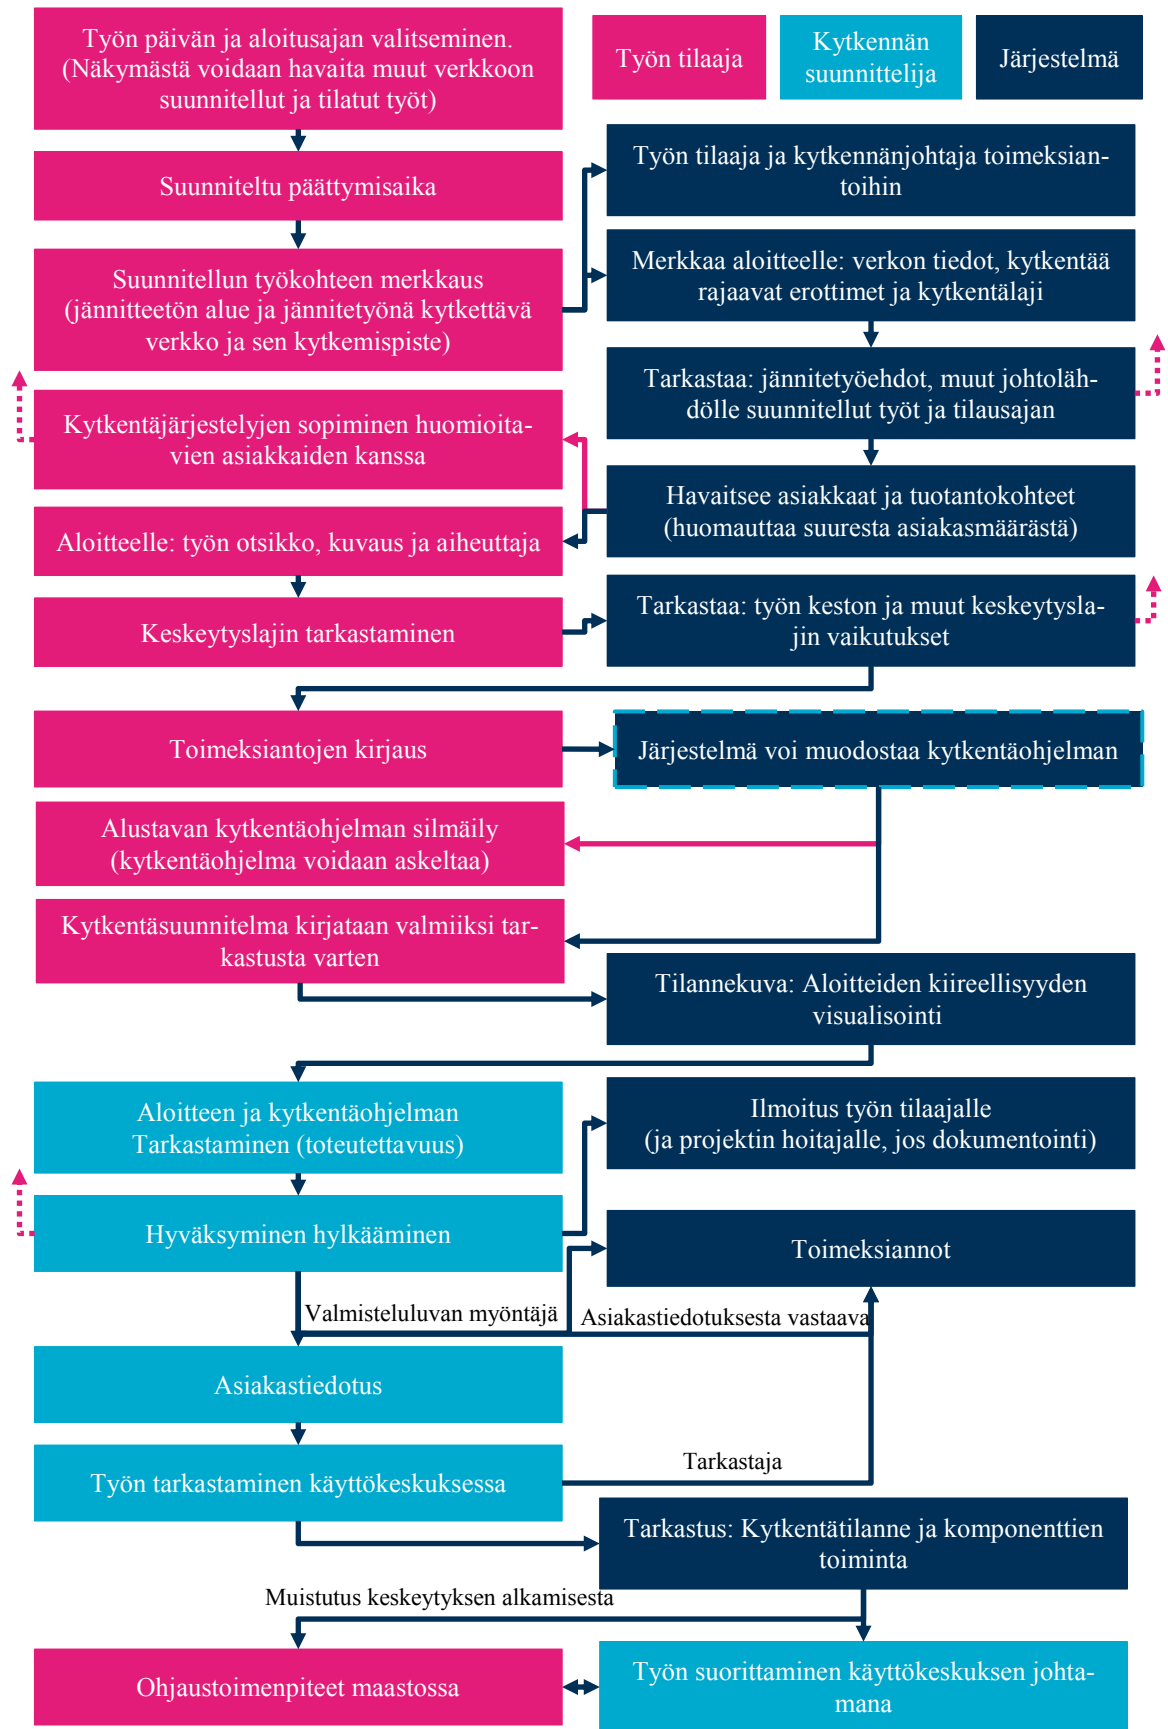 Työn päivän ja aloitusajan valitseminen.
(Näkymästä voidaan havaita muut verkkoon
suunnitellut ja tilatut työt)
Työn tilaaja
Kytkennän
suunnittelija
Järjestelmä
Suunniteltu päättymisaika
Työn tilaaja ja kytkennänjohtaja toimeksian-
toihin
Suunnitellun työkohteen merkkaus
(jännitteetön alue ja jännitetyönä kytkettävä
verkko ja sen kytkemispiste)
Merkkaa aloitteelle: verkon tiedot, kytkentää
rajaavat erottimet ja kytkentälaji
Tarkastaa: jännitetyöehdot, muut johtoläh-
dölle suunnitellut työt ja tilausajan
Kytkentäjärjestelyjen sopiminen huomioita-
vien asiakkaiden kanssa
Havaitsee asiakkaat ja tuotantokohteet
(huomauttaa suuresta asiakasmäärästä)
Aloitteelle: työn otsikko, kuvaus ja aiheuttaja
Keskeytyslajin tarkastaminen
Tarkastaa: työn keston ja muut keskeytysla-
jin vaikutukset
Toimeksiantojen kirjaus
Järjestelmä voi muodostaa kytkentäohjelman
Alustavan kytkentäohjelman silmäily
(kytkentäohjelma voidaan askeltaa)
Kytkentäsuunnitelma kirjataan valmiiksi tar-
kastusta varten
Tilannekuva: Aloitteiden kiireellisyyden
visualisointi
Aloitteen ja kytkentäohjelman
Tarkastaminen (toteutettavuus)
Ilmoitus työn tilaajalle
(ja projektin hoitajalle, jos dokumentointi)
Hyväksyminen hylkääminen
Toimeksiannot
Valmisteluluvan myöntäjä
Asiakastiedotuksesta vastaava
Asiakastiedotus
Työn tarkastaminen käyttökeskuksessa
Tarkastaja
Tarkastus: Kytkentätilanne ja komponenttien
toiminta
Muistutus keskeytyksen alkamisesta
Ohjaustoimenpiteet maastossa
Työn suorittaminen käyttökeskuksen johta-
mana